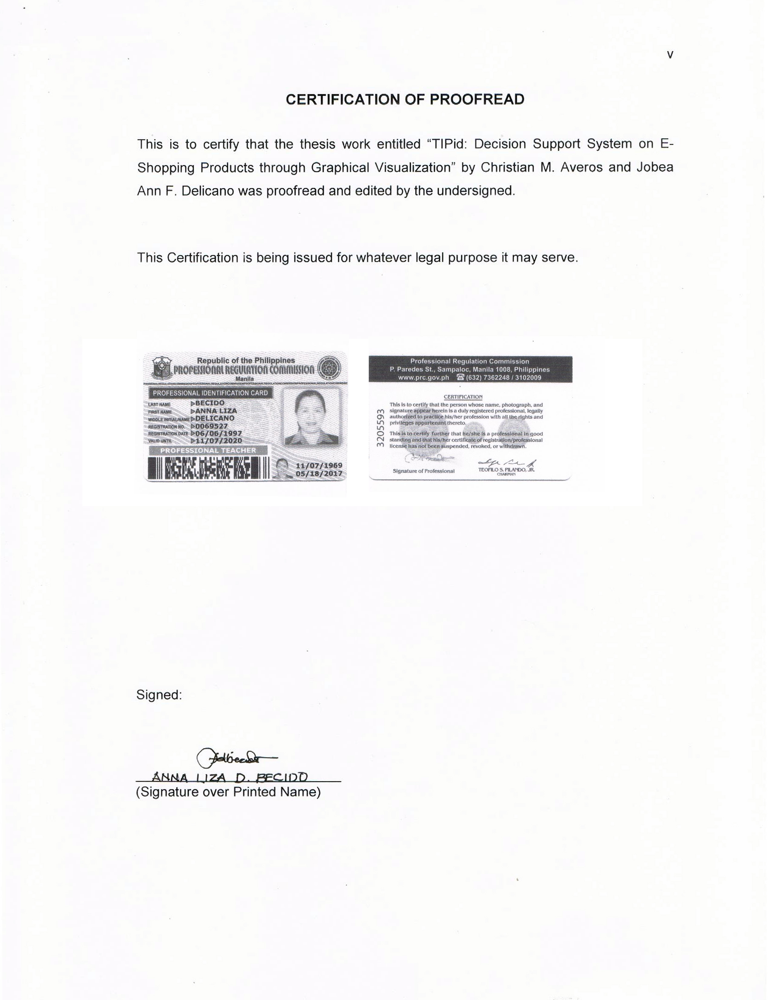 v
CERTIFICATION OF PROOFREAD
This is to certify that the thesis work entitled “TIPid: Decision Support System on E-
Shopping Products through Graphical Visualization” by Christian M. Averos and Jobea
Ann F. Delicano was proofread and edited by the undersigned.
This Certification is being issued for whatever legal purpose it may serve.
Republic of the Philippines
PROFESSIONAL REGULATION COMMISSION
Manila
PROFESSIONAL IDENTIFICATION CARD
LAST NAME BECIDO
FIRST NAME ANNA LIZA
MIDDLE INITIAL/NAME DELICANO
REGISTRATION NO. 0069527
REGISTRATION DATE 06/06/1997
VALID UNTIL 11/07/2020
PROFESSIONAL TEACHER
11/07/1969
05/18/2017
Professional Regulation Commission
P. Paredes St., Sampaloc, Manila 1008, Philippines
www.prc.gov.ph ☎ (632) 7362248 / 3102009
3205593
CERTIFICATION
This is to certify that the person whose name, photograph, and
signature appear herein is a duly registered professional, legally
authorized to practice his/her profession with all the rights and
privileges appurtenant thereto.
This is to certify further that he/she is a professional in good
standing and that his/her certificate of registration/professional
license has not been suspended, revoked, or withdrawn.
Signature of Professional
TEOFILO S. PILANDO, JR.
CHAIRMAN
Signed:
ANNA LIZA D. BECIDO
(Signature over Printed Name)